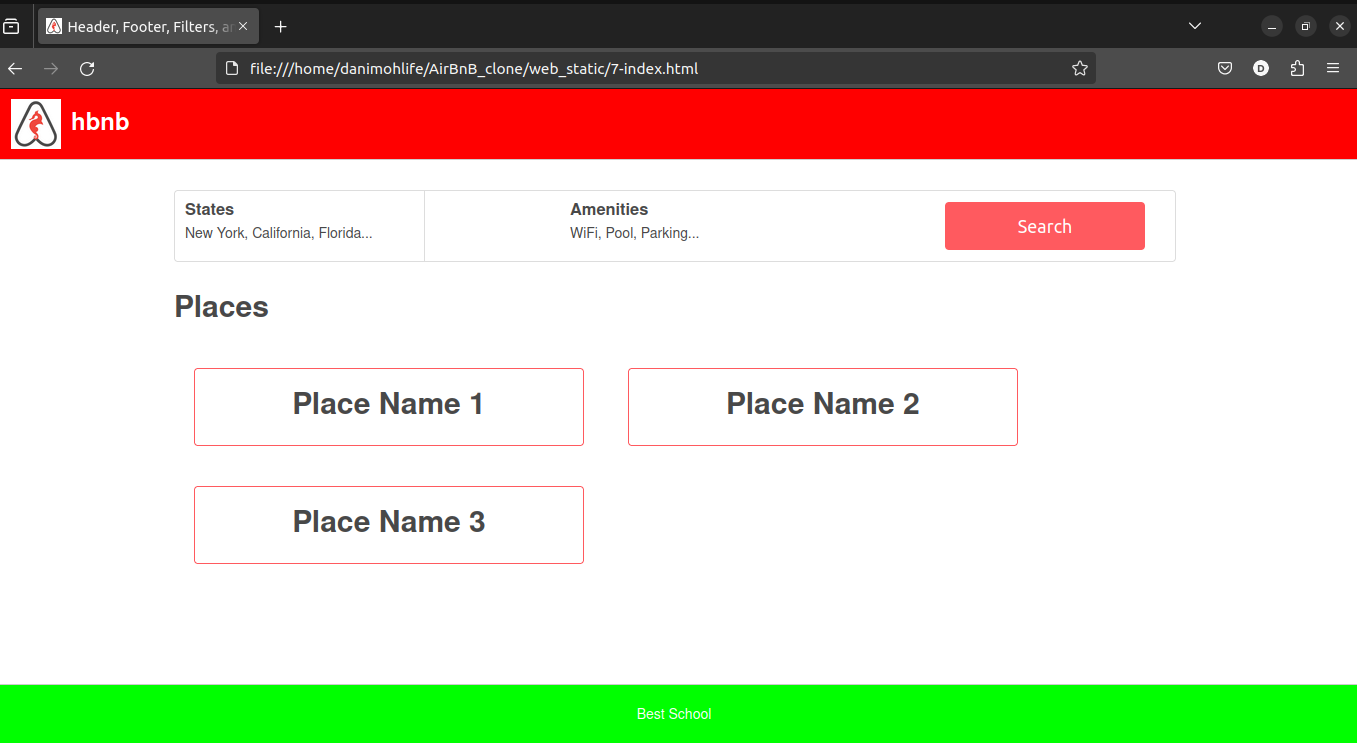 Header, Footer, Filters, a
file:///home/danimohlife/AirBnB_clone/web_static/7-index.html
D
hbnb
States
New York, California, Florida...
Amenities
WiFi, Pool, Parking...
Search
Places
Place Name 1
Place Name 2
Place Name 3
Best School